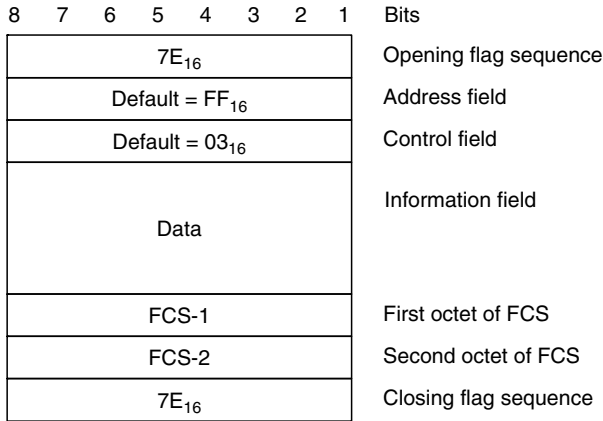 8 7 6 5 4 3 2 1 Bits
7E₁₆ Opening flag sequence
Default = FF₁₆ Address field
Default = 03₁₆ Control field
Information field
Data
FCS-1 First octet of FCS
FCS-2 Second octet of FCS
7E₁₆ Closing flag sequence